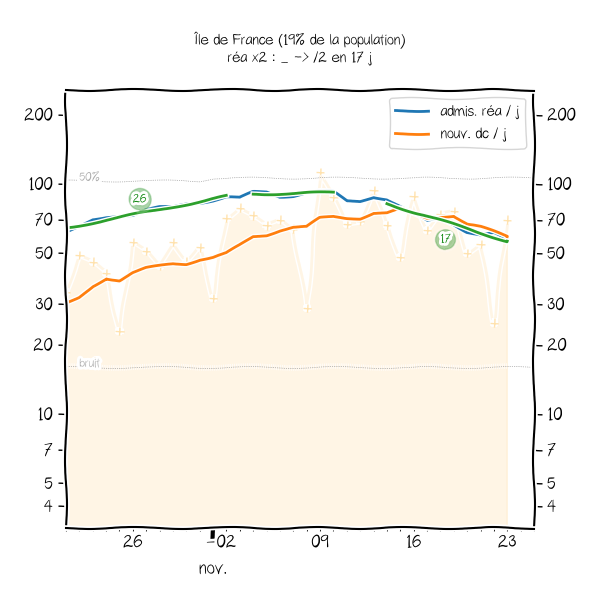 Île de France (19% de la population)
réa x2 : _ -> /2 en 17 j
admis. réa / j
nouv. dc / j
200 200
50%
100 100
26
70 70
17
50 50
30 30
20 20
bruit
10 10
7 7
5 5
4 4
26 02 09 16 23
nov.